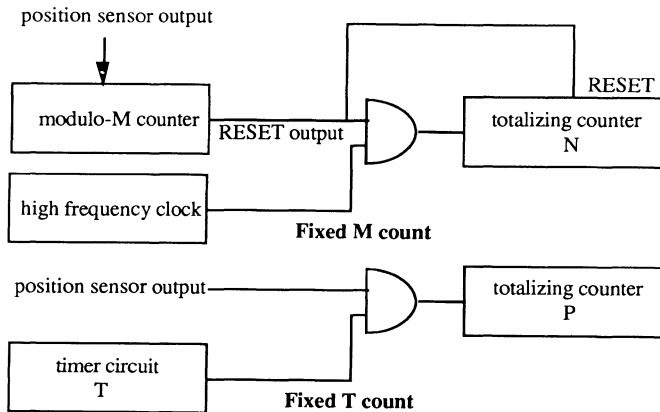 position sensor output
RESET
modulo-M counter
RESET output
totalizing counter
N
high frequency clock
Fixed M count
position sensor output
totalizing counter
P
timer circuit
T
Fixed T count